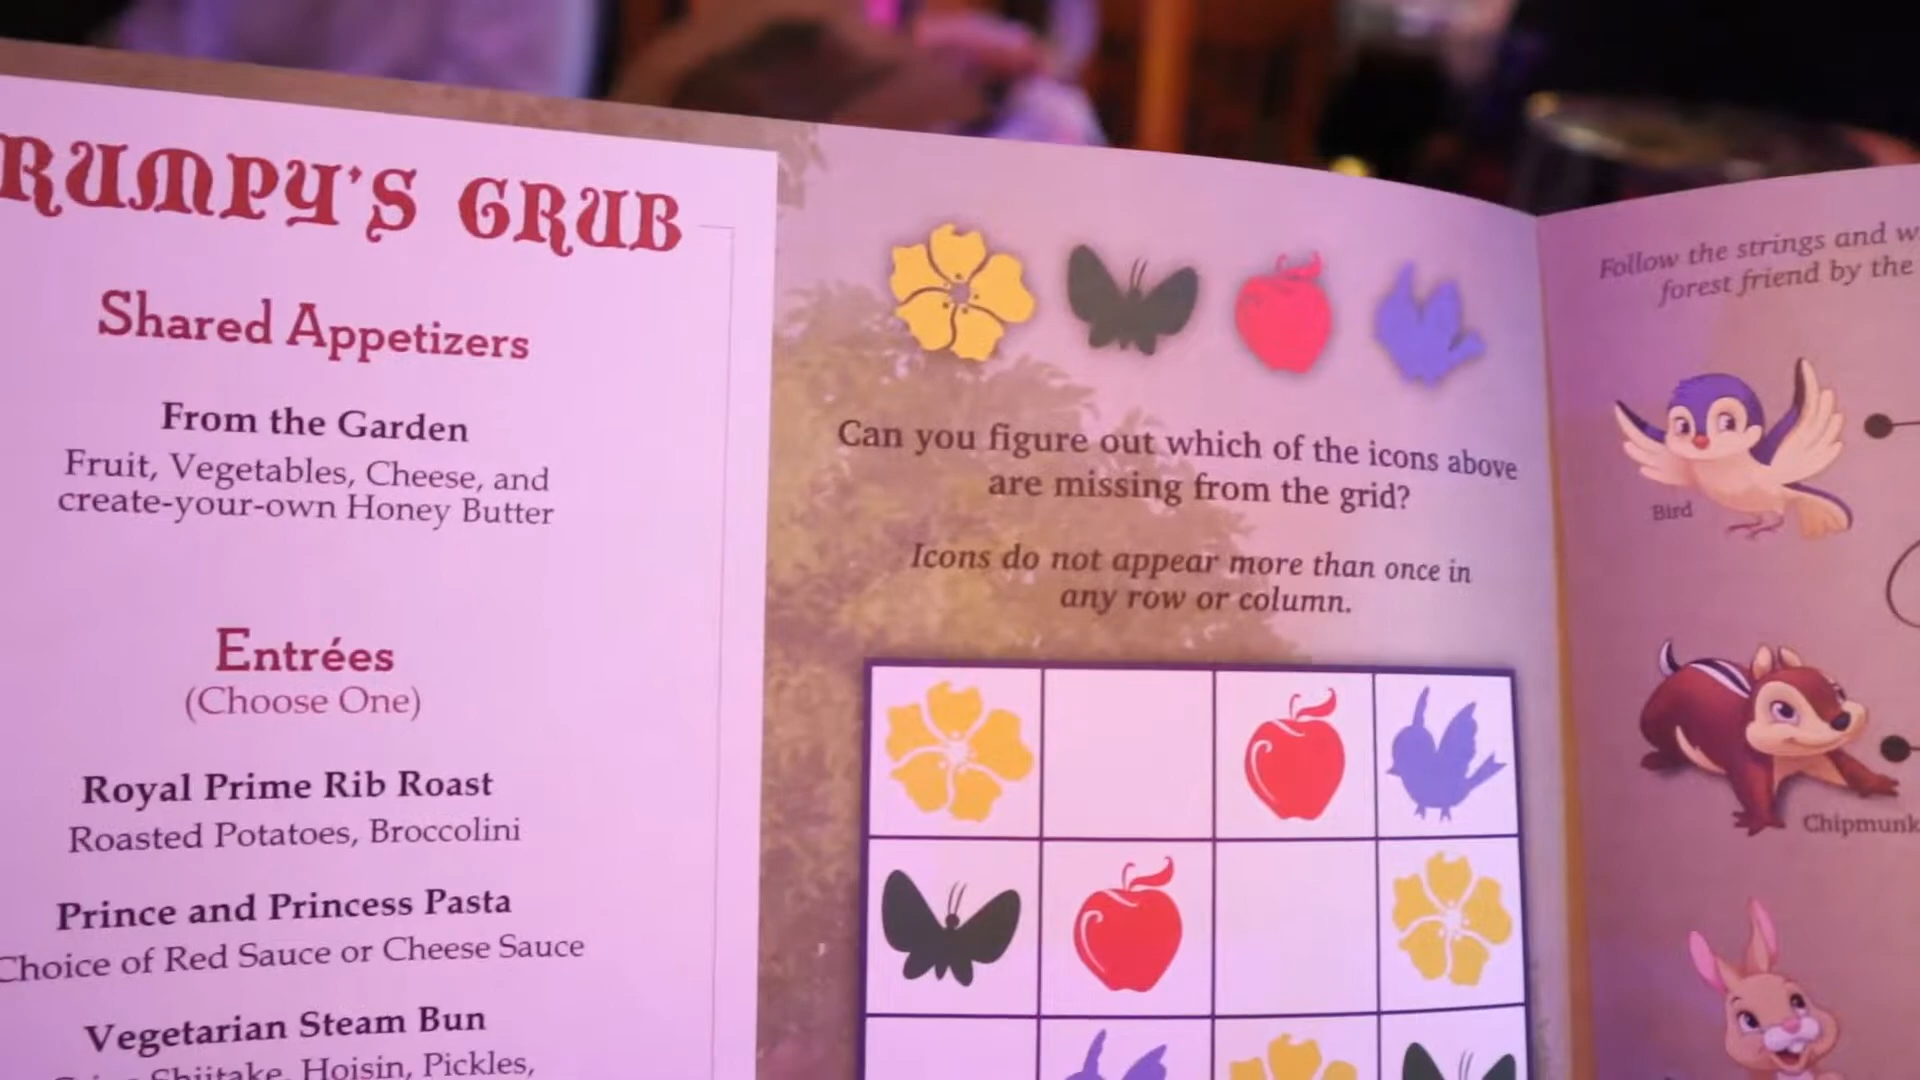 RUMPY'S GRUB
Shared Appetizers
From the Garden
Fruit, Vegetables, Cheese, and
create-your-own Honey Butter
Entrées
(Choose One)
Royal Prime Rib Roast
Roasted Potatoes, Broccolini
Prince and Princess Pasta
Choice of Red Sauce or Cheese Sauce
Vegetarian Steam Bun
Shiitake, Hoisin, Pickles,
Can you figure out which of the icons above
are missing from the grid?
Icons do not appear more than once in
any row or column.
Follow the strings and w
forest friend by the
Bird
Chipmunk